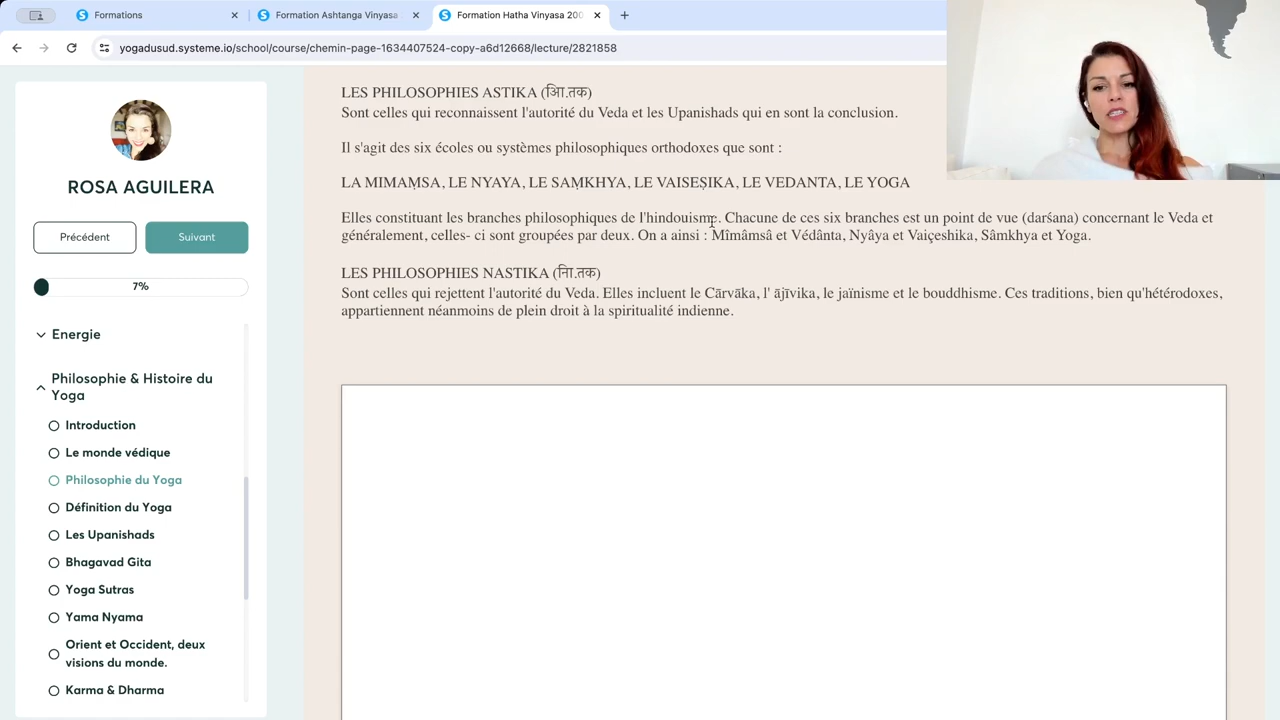 Formations
Formation Ashtanga Vinyasa
Formation Hatha Vinyasa 200
yogadusud.systeme.io/school/course/chemin-page-1634407524-copy-a6d12668/lecture/2821858
ROSA AGUILERA
Précédent
Suivant
7%
Energie
Philosophie & Histoire du
Yoga
Introduction
Le monde védique
Philosophie du Yoga
Définition du Yoga
Les Upanishads
Bhagavad Gita
Yoga Sutras
Yama Nyama
Orient et Occident, deux
visions du monde.
Karma & Dharma
LES PHILOSOPHIES ASTIKA
Sont celles qui reconnaissent l'autorité du Veda et les Upanishads qui en sont la conclusion.
Il s'agit des six écoles ou systèmes philosophiques orthodoxes que sont :
LA MIMAṂSA, LE NYAYA, LE SAṂKHYA, LE VAISEṢIKA, LE VEDANTA, LE YOGA
Elles constituant les branches philosophiques de l'hindouisme. Chacune de ces six branches est un point de vue (darśana) concernant le Veda et
généralement, celles- ci sont groupées par deux. On a ainsi : Mîmâmsâ et Védânta, Nyâya et Vaiçeshika, Sâmkhya et Yoga.
LES PHILOSOPHIES NASTIKA
Sont celles qui rejettent l'autorité du Veda. Elles incluent le Cārvāka, l' ājīvika, le jaïnisme et le bouddhisme. Ces traditions, bien qu'hétérodoxes,
appartiennent néanmoins de plein droit à la spiritualité indienne.